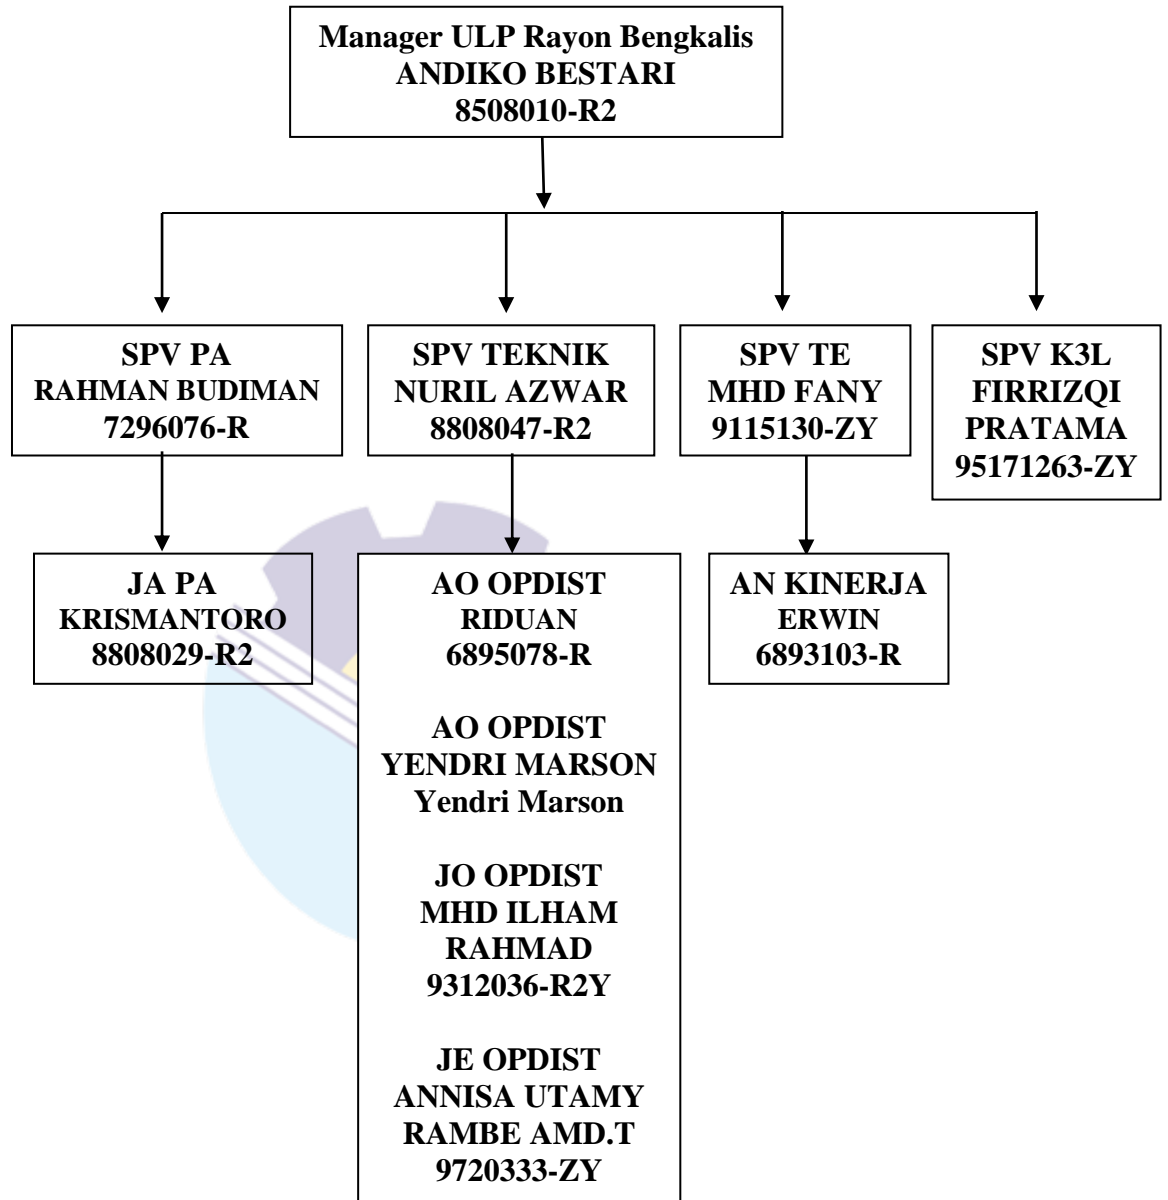 Manager ULP Rayon Bengkalis
ANDIKO BESTARI
8508010-R2
SPV PA
RAHMAN BUDIMAN
7296076-R
SPV TEKNIK
NURIL AZWAR
8808047-R2
SPV TE
MHD FANY
9115130-ZY
SPV K3L
FIRRIZQI
PRATAMA
95171263-ZY
JA PA
KRISMANTORO
8808029-R2
AO OPDIST
RIDUAN
6895078-R
AO OPDIST
YENDRI MARSON
Yendri Marson
JO OPDIST
MHD ILHAM
RAHMAD
9312036-R2Y
JE OPDIST
ANNISA UTAMY
RAMBE AMD.T
9720333-ZY
AN KINERJA
ERWIN
6893103-R